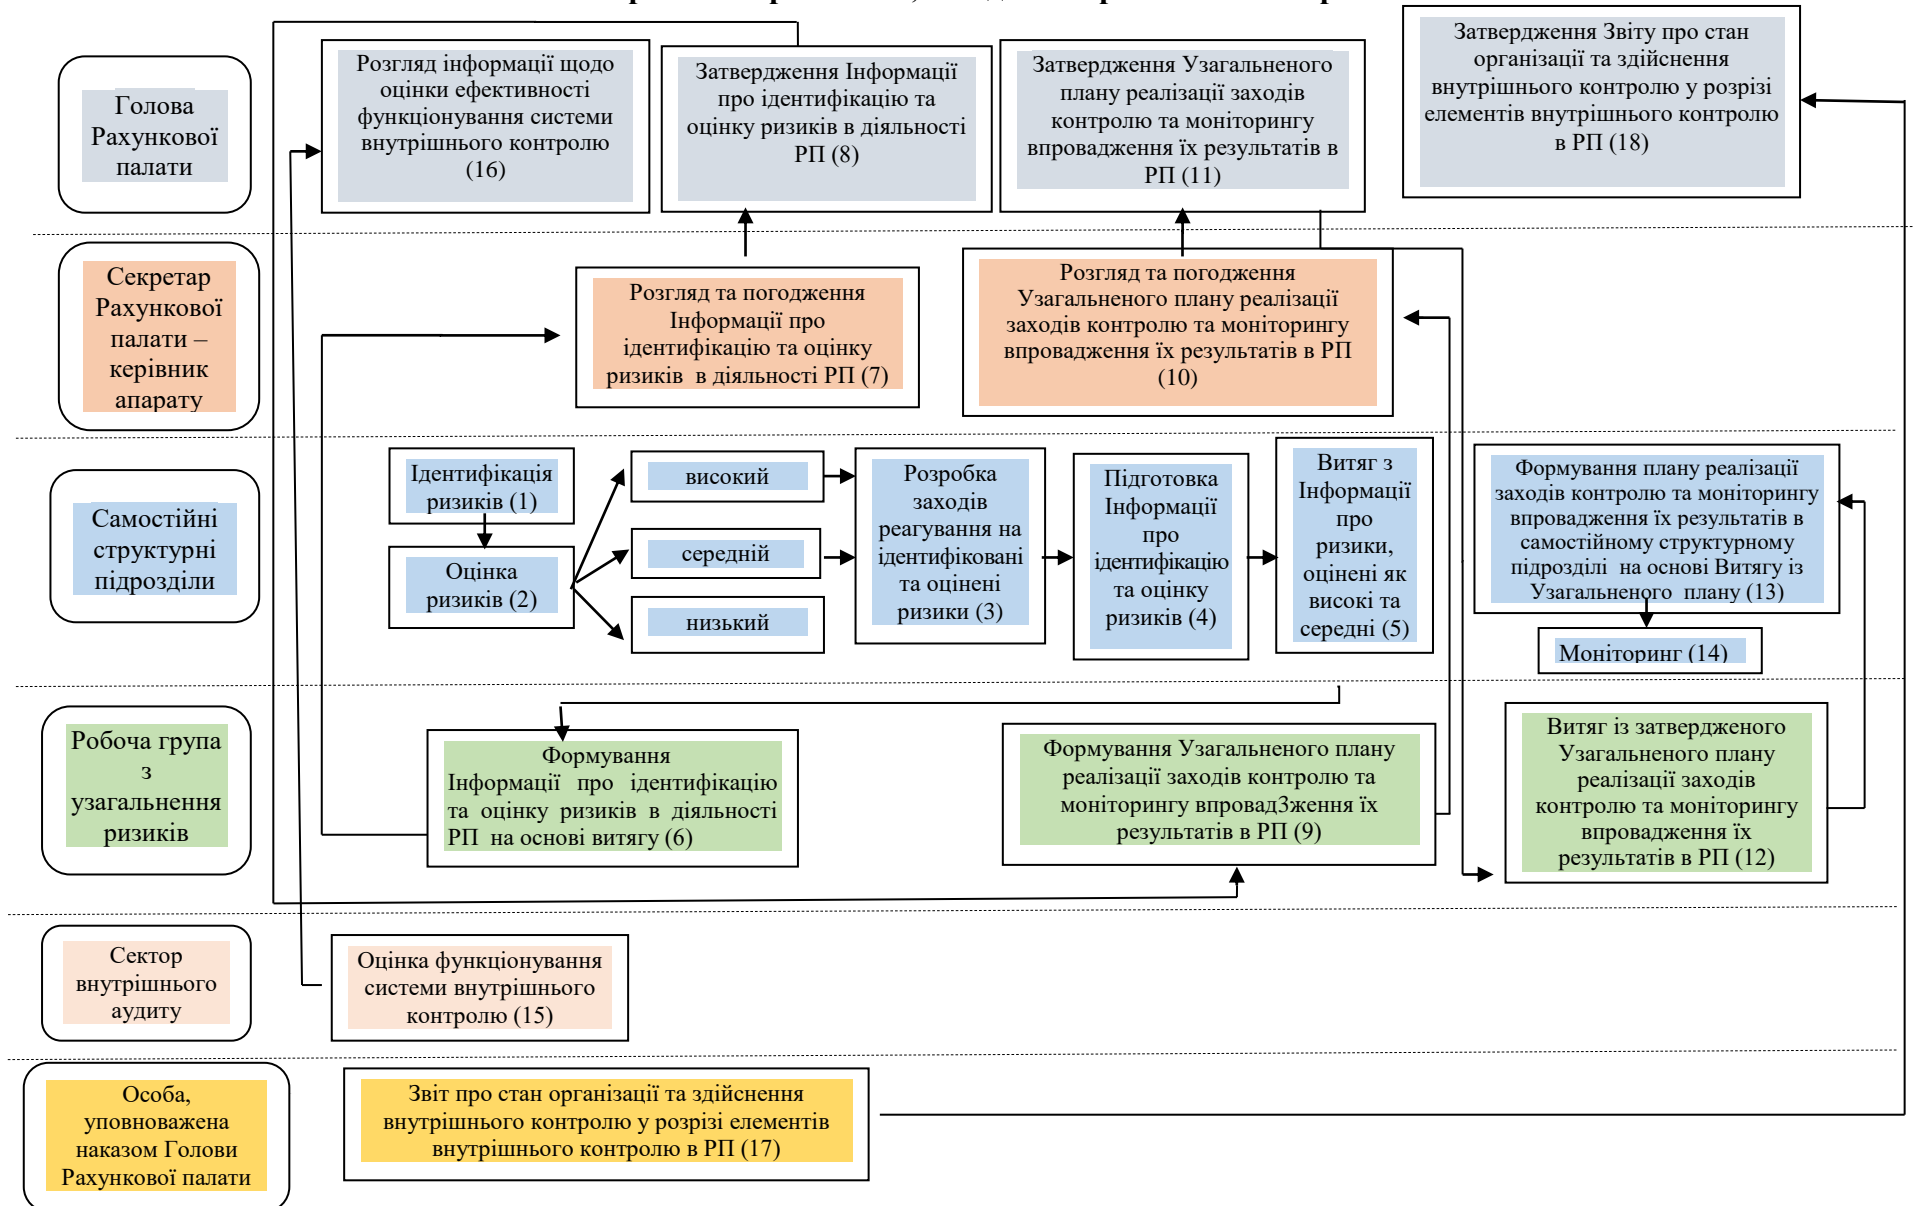 Голова
Рахункової
палати
Розгляд інформації щодо
оцінки ефективності
функціонування системи
внутрішнього контролю
(16)
Затвердження Інформації
про ідентифікацію та
оцінку ризиків в діяльності
РП (8)
Затвердження Узагальненого
плану реалізації заходів
контролю та моніторингу
впровадження їх результатів в
РП (11)
Затвердження Звіту про стан
організації та здійснення
внутрішнього контролю у розрізі
елементів внутрішнього контролю
в РП (18)
Секретар
Рахункової
палати –
керівник
апарату
Розгляд та погодження
Інформації про
ідентифікацію та оцінку
ризиків в діяльності РП (7)
Розгляд та погодження
Узагальненого плану реалізації
заходів контролю та моніторингу
впровадження їх результатів в РП
(10)
Самостійні
структурні
підрозділи
Ідентифікація
ризиків (1)
Оцінка
ризиків (2)
високий
середній
низький
Розробка
заходів
реагування на
ідентифіковані
та оцінені
ризики (3)
Підготовка
Інформації
про
ідентифікацію
та оцінку
ризиків (4)
Витяг з
Інформації
про
ризики,
оцінені як
високі та
середні (5)
Формування плану реалізації
заходів контролю та моніторингу
впровадження їх результатів в
самостійному структурному
підрозділі на основі Витягу із
Узагальненого плану (13)
Моніторинг (14)
Робоча група
з
узагальнення
ризиків
Формування
Інформації про ідентифікацію
та оцінку ризиків в діяльності
РП на основі витягу (6)
Формування Узагальненого плану
реалізації заходів контролю та
моніторингу впровад3ження їх
результатів в РП (9)
Витяг із затвердженого
Узагальненого плану
реалізації заходів
контролю та моніторингу
впровадження їх
результатів в РП (12)
Сектор
внутрішнього
аудиту
Оцінка функціонування
системи внутрішнього
контролю (15)
Особа,
уповноважена
наказом Голови
Рахункової палати
Звіт про стан організації та здійснення
внутрішнього контролю у розрізі елементів
внутрішнього контролю в РП (17)